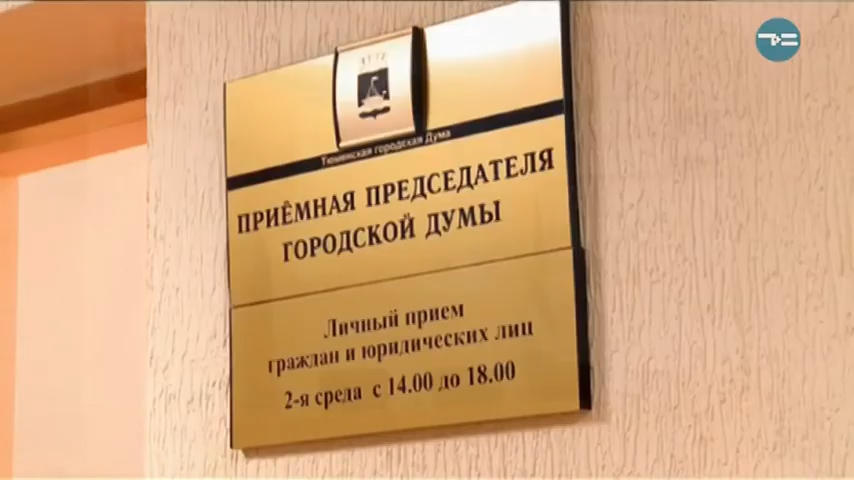 Тюменская городская Дума
ПРИЁМНАЯ ПРЕДСЕДАТЕЛЯ
ГОРОДСКОЙ ДУМЫ
Личный прием
граждан и юридических лиц
2-я среда с 14.00 до 18.00